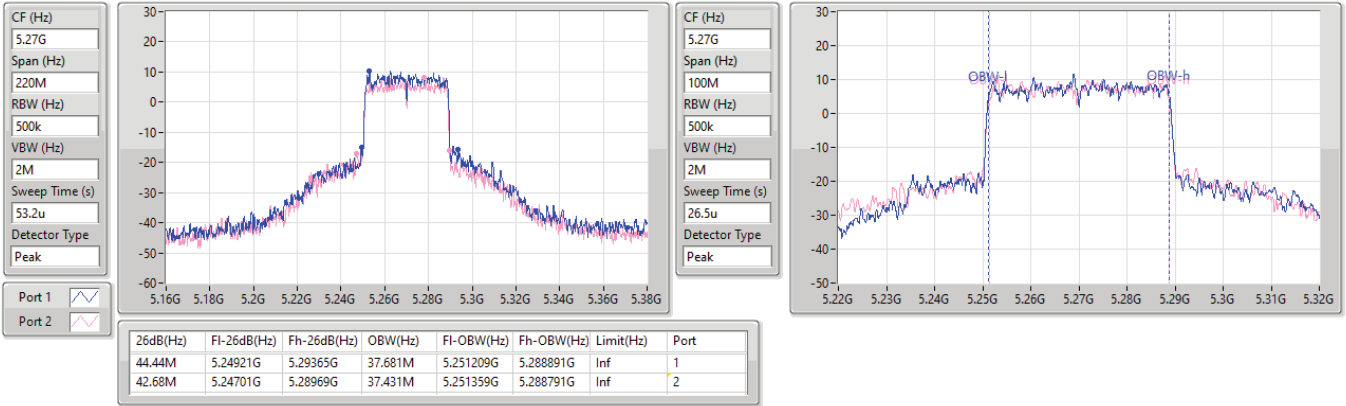 CF (Hz)
5.27G
Span (Hz)
220M
RBW (Hz)
500k
VBW (Hz)
2M
Sweep Time (s)
53.2u
Detector Type
Peak
Port 1
Port 2
30
20
10
0
-10
-20
-30
-40
-50
-60
5.16G 5.18G 5.2G 5.22G 5.24G 5.26G 5.28G 5.3G 5.32G 5.34G 5.36G 5.38G
CF (Hz)
5.27G
Span (Hz)
100M
RBW (Hz)
500k
VBW (Hz)
2M
Sweep Time (s)
26.5u
Detector Type
Peak
30
20
10
0
-10
-20
-30
-40
-50
OBW-l OBW-h
5.22G 5.23G 5.24G 5.25G 5.26G 5.27G 5.28G 5.29G 5.3G 5.31G 5.32G
26dB(Hz) Fl-26dB(Hz) Fh-26dB(Hz) OBW(Hz) Fl-OBW(Hz) Fh-OBW(Hz) Limit(Hz) Port
44.44M 5.24921G 5.29365G 37.681M 5.251209G 5.288891G Inf 1
42.68M 5.24701G 5.28969G 37.431M 5.251359G 5.288791G Inf 2